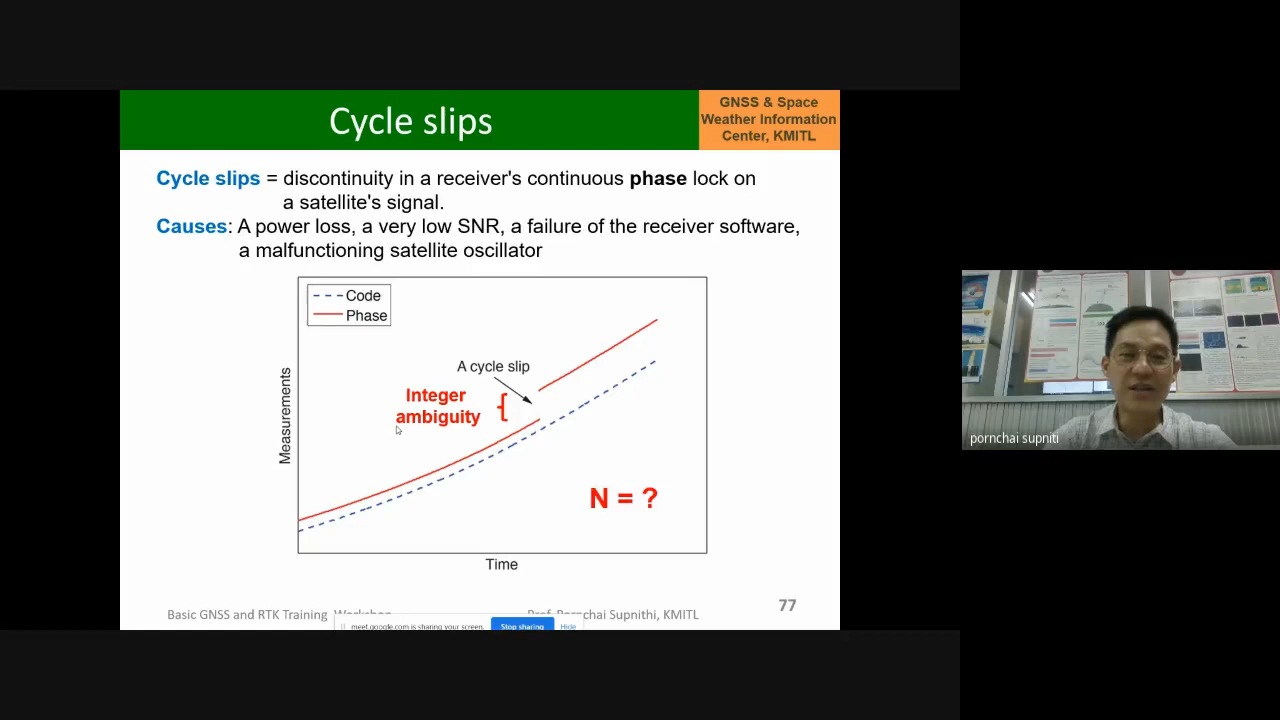 Cycle slips
GNSS & Space
Weather Information
Center, KMITL
Cycle slips = discontinuity in a receiver's continuous phase lock on
a satellite's signal.
Causes: A power loss, a very low SNR, a failure of the receiver software,
a malfunctioning satellite oscillator
Code
Phase
A cycle slip
Integer
ambiguity
Measurements
N = ?
Time
Basic GNSS and RTK Training Workshop
Prof. Pornchai Supnithi, KMITL
77
meet.google.com is sharing your screen.
Stop sharing
Hide
pornchai supniti